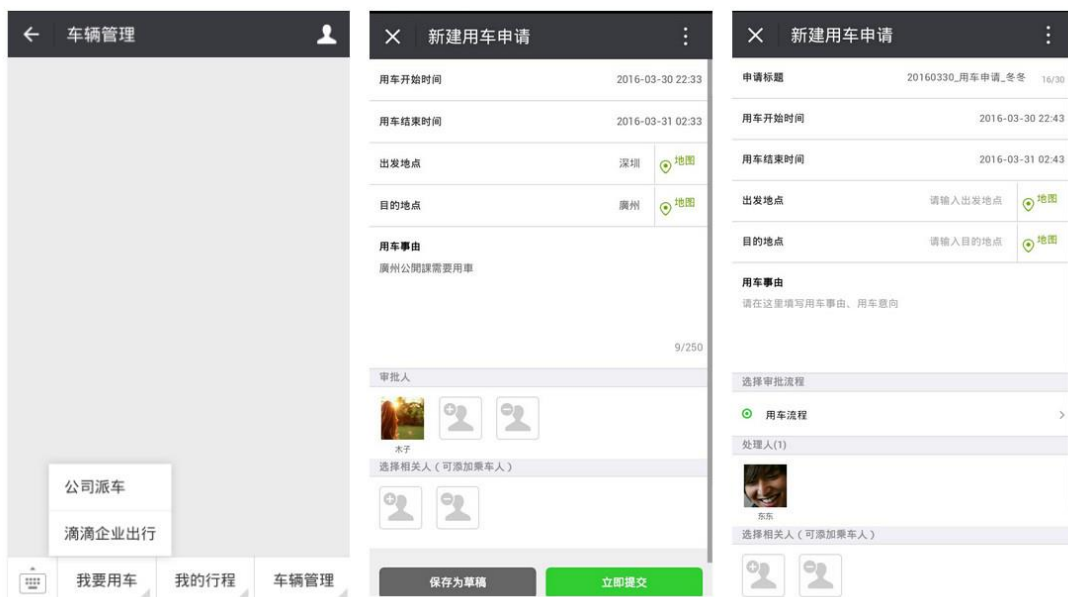 车辆管理
公司派车
滴滴企业出行
我要用车
我的行程
车辆管理
新建用车申请
用车开始时间 2016-03-30 22:33
用车结束时间 2016-03-31 02:33
出发地点 深圳 地图
目的地点 廣州 地图
用车事由
廣州公開課需要用車
9/250
审批人
木子
选择相关人（可添加乘车人）
保存为草稿
立即提交
新建用车申请
申请标题 20160330_用车申请_冬冬 16/30
用车开始时间 2016-03-30 22:43
用车结束时间 2016-03-31 02:43
出发地点 请输入出发地点 地图
目的地点 请输入目的地点 地图
用车事由
请在这里填写用车事由、用车意向
选择审批流程
用车流程
处理人(1)
东东
选择相关人（可添加乘车人）